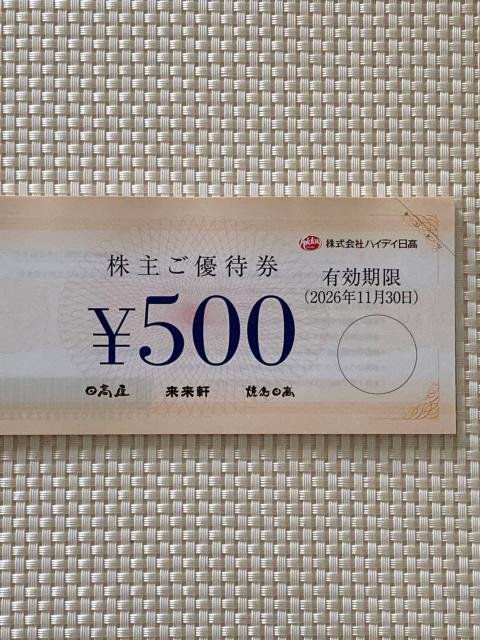 株式会社ハイデイ日高
株主ご優待券
有効期限
(2026年11月30日)
¥500
日高屋 来来軒 焼鳥日高